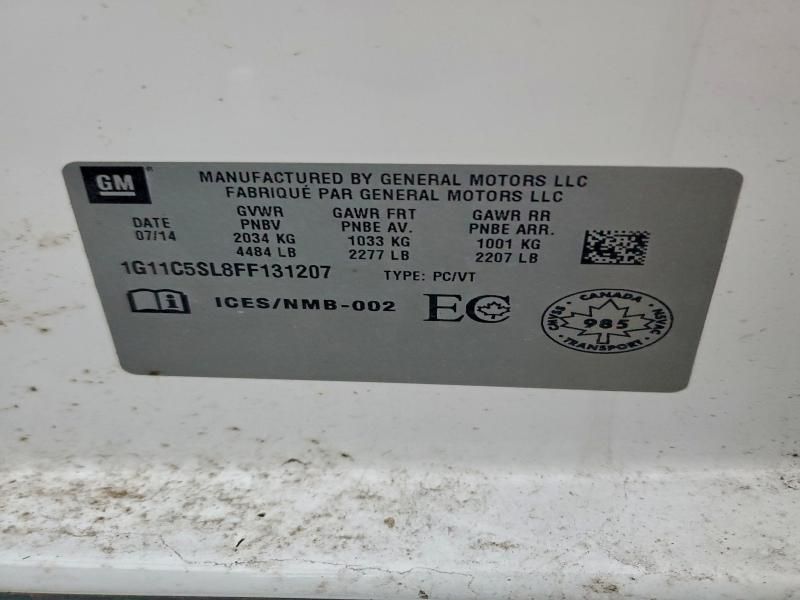 GM
MANUFACTURED BY GENERAL MOTORS LLC
FABRIQUÉ PAR GENERAL MOTORS LLC
DATE GVWR GAWR FRT GAWR RR
07/14 PNBV PNBE AV. PNBE ARR.
2034 KG 1033 KG 1001 KG
4484 LB 2277 LB 2207 LB
1G11C5SL8FF131207 TYPE: PC/VT
ICES/NMB-002 EC
CANADA
CMVSS 985 NSVAC
TRANSPORT